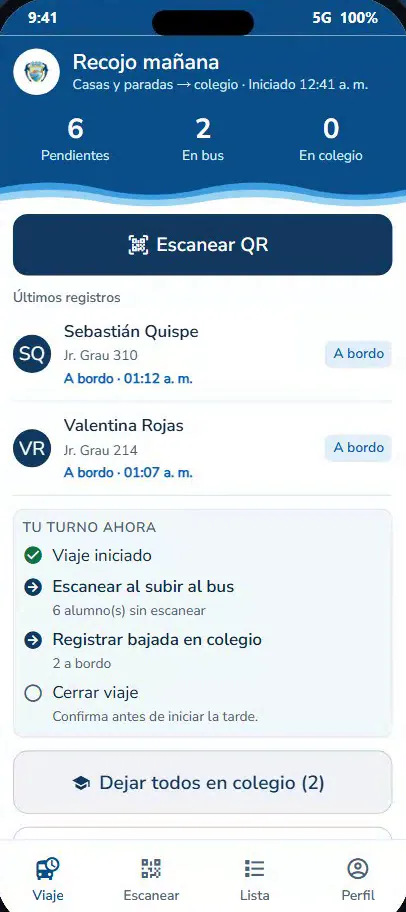 9:41
5G 100%
Recojo mañana
Casas y paradas → colegio · Iniciado 12:41 a. m.
6
Pendientes
2
En bus
0
En colegio
Escanear QR
Últimos registros
SQ
Sebastián Quispe
Jr. Grau 310
A bordo · 01:12 a. m.
A bordo
VR
Valentina Rojas
Jr. Grau 214
A bordo · 01:07 a. m.
A bordo
TU TURNO AHORA
Viaje iniciado
Escanear al subir al bus
6 alumno(s) sin escanear
Registrar bajada en colegio
2 a bordo
Cerrar viaje
Confirma antes de iniciar la tarde.
Dejar todos en colegio (2)
Viaje
Escanear
Lista
Perfil